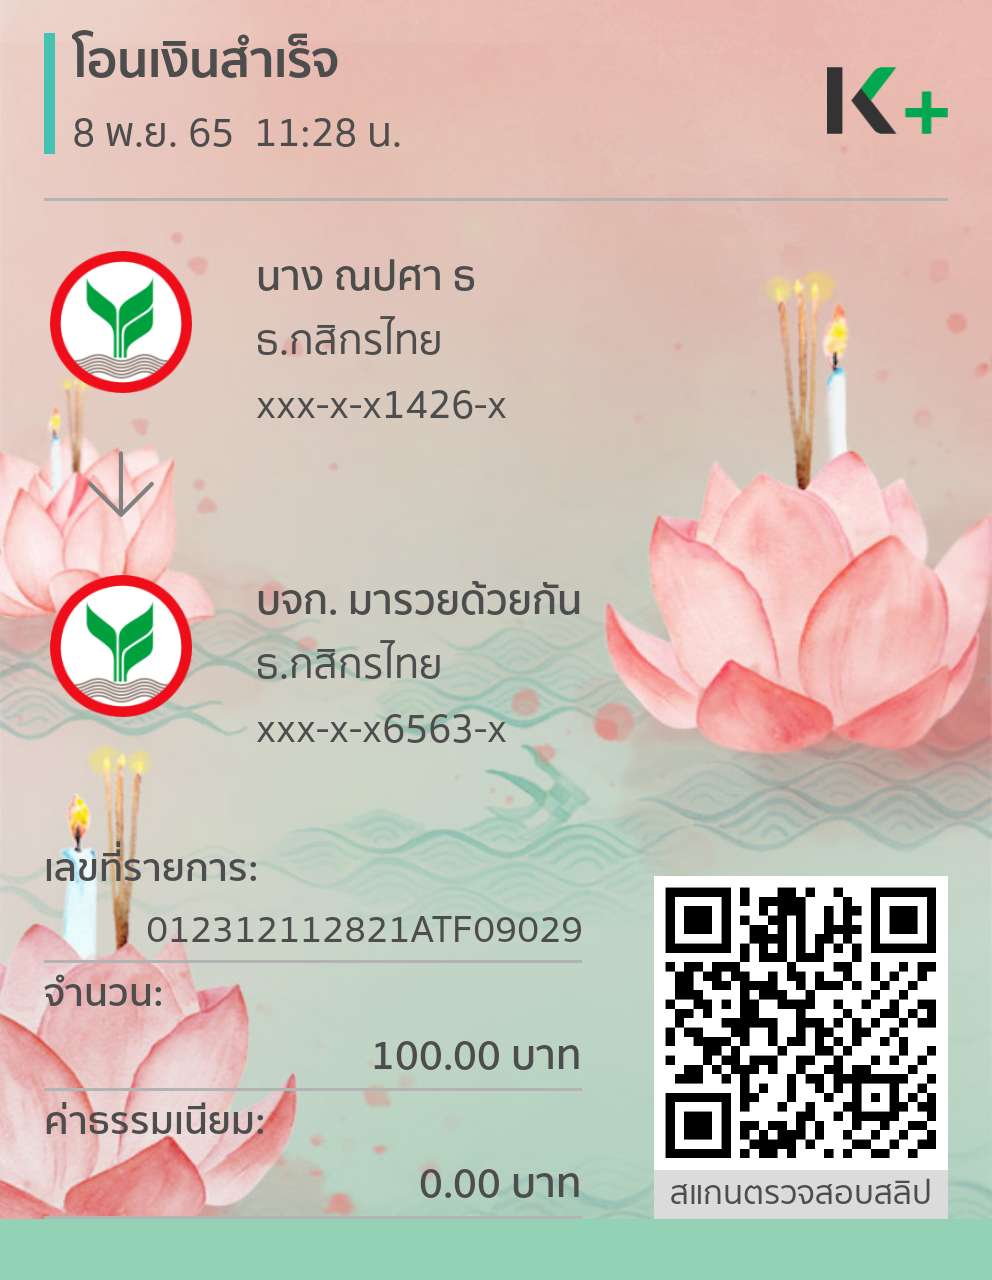 โอนเงินสำเร็จ
8 พ.ย. 65 11:28 น.
K+
นาง ณปศา ธ
ธ.กสิกรไทย
xxx-x-x1426-x
บจก. มารวยด้วยกัน
ธ.กสิกรไทย
xxx-x-x6563-x
เลขที่รายการ:
012312112821ATF09029
จำนวน:
100.00 บาท
ค่าธรรมเนียม:
0.00 บาท
สแกนตรวจสอบสลิป